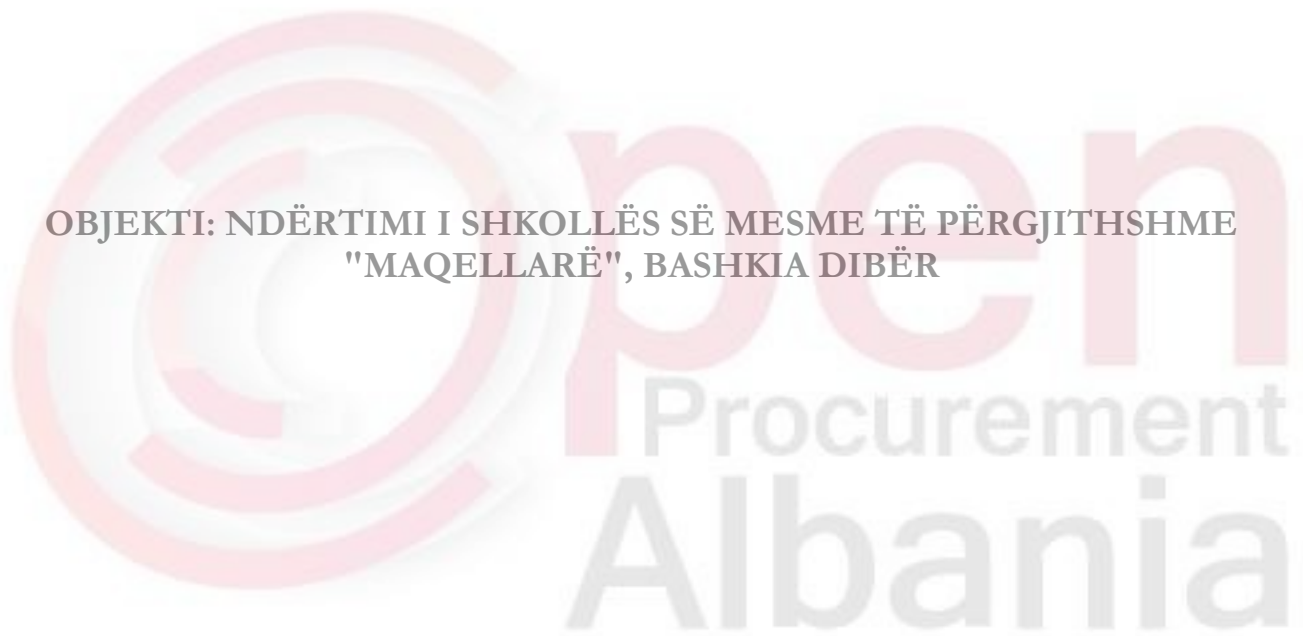 OBJEKTI: NDËRTIMI I SHKOLLËS SË MESME TË PËRGJITHSHME
"MAQELLARË", BASHKIA DIBËR
Open
Procurement
Albania